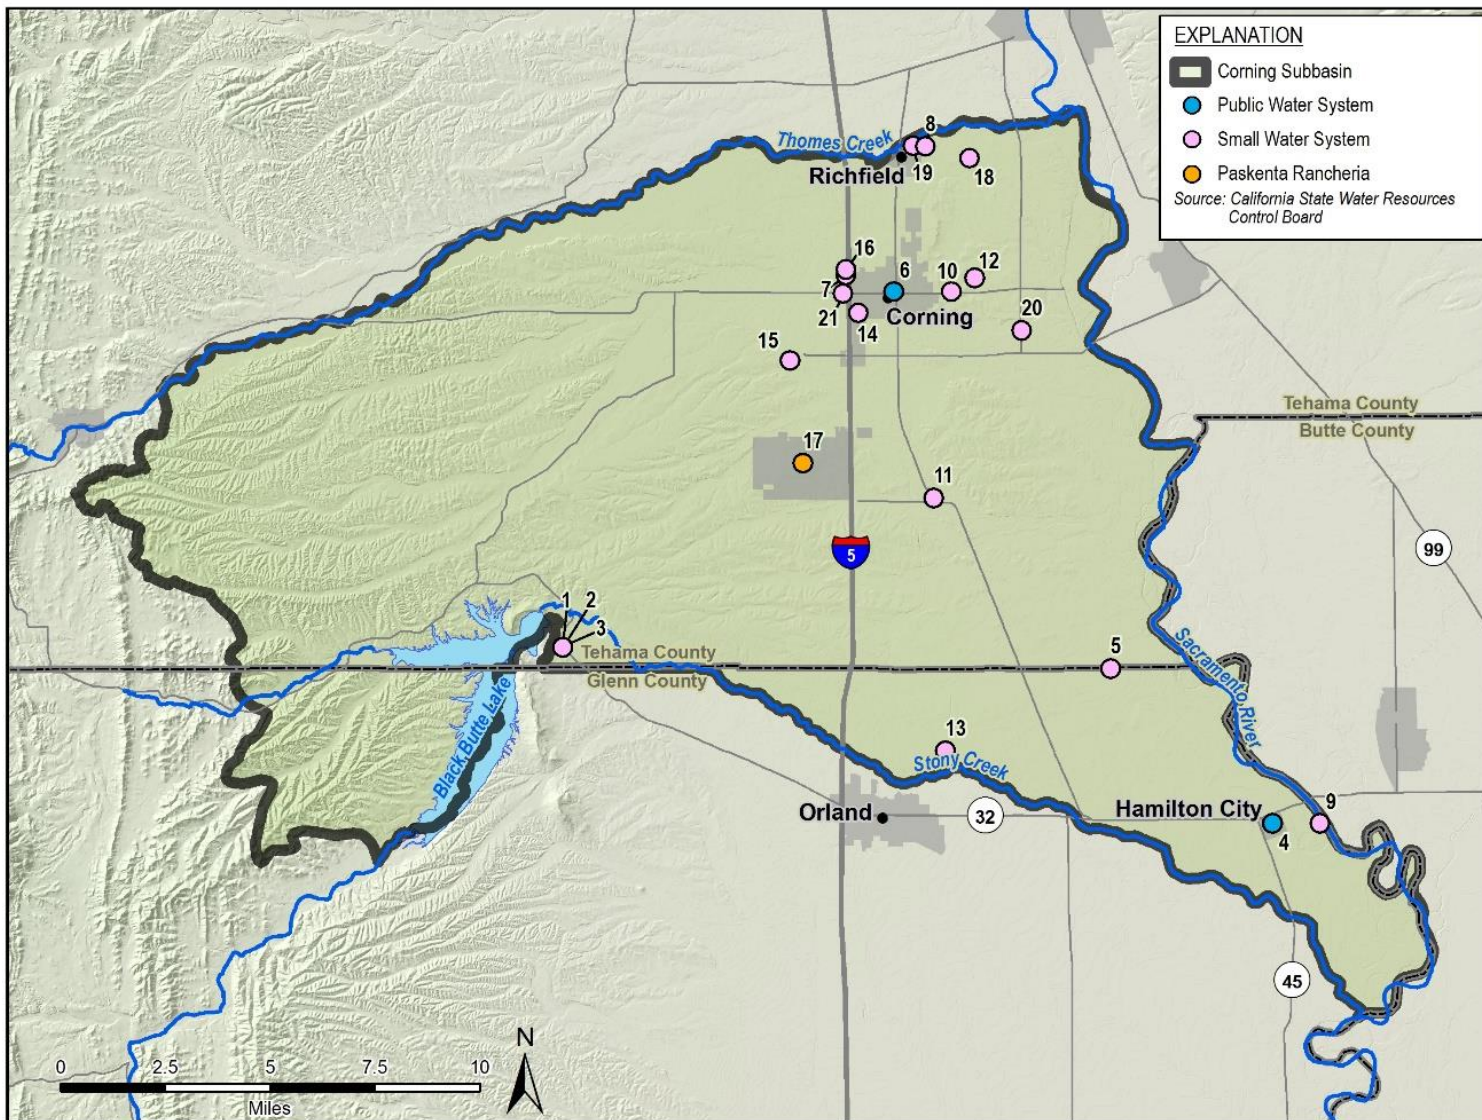 EXPLANATION
Corning Subbasin
Public Water System
Small Water System
Paskenta Rancheria
Source: California State Water Resources
Control Board
Thomes Creek
8
Richfield
19
18
16
6
10
12
7
21
14
Corning
20
15
Tehama County
Butte County
17
11
5
99
1
2
3
Tehama County
Glenn County
5
Sacramento River
Black Butte Lake
13
Stony Creek
Orland
32
Hamilton City
9
4
45
N
0
2.5
5
7.5
10
Miles